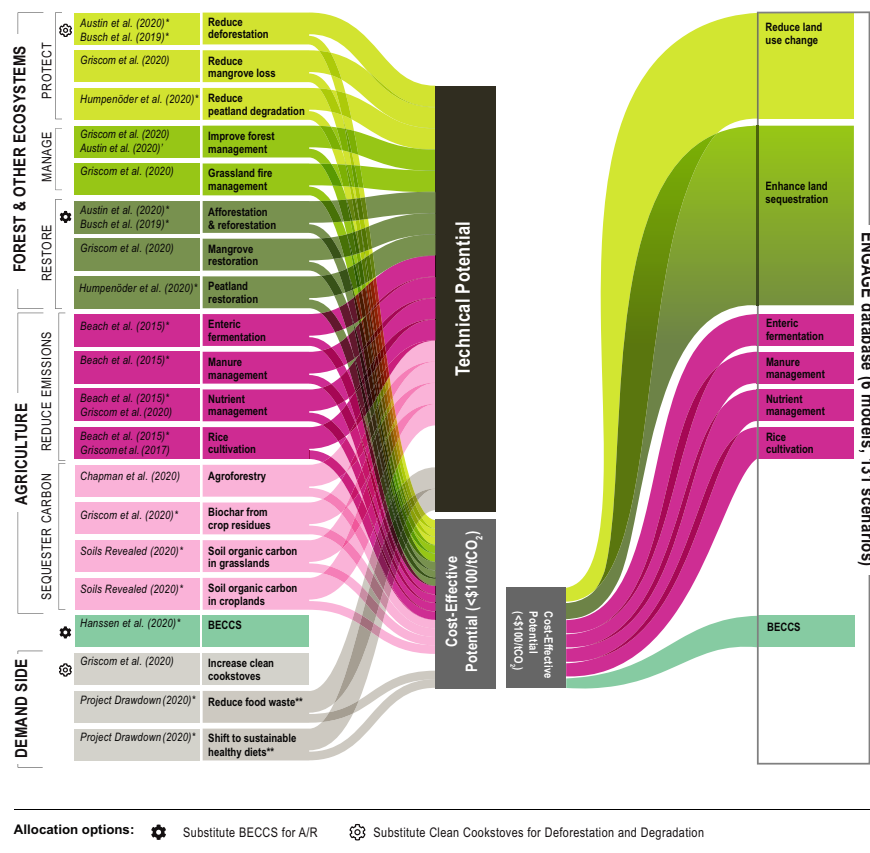 FOREST & OTHER ECOSYSTEMS
PROTECT
Austin et al. (2020)*
Busch et al. (2019)*
Reduce
deforestation
Griscom et al. (2020)
Reduce
mangrove loss
Humpenöder et al. (2020)*
Reduce
peatland degradation
MANAGE
Griscom et al. (2020)
Austin et al. (2020)'
Improve forest
management
Griscom et al. (2020)
Grassland fire
management
RESTORE
Austin et al. (2020)*
Busch et al. (2019)*
Afforestation
& reforestation
Griscom et al. (2020)
Mangrove
restoration
Humpenöder et al. (2020)*
Peatland
restoration
AGRICULTURE
REDUCE EMISSIONS
Beach et al. (2015)*
Enteric
fermentation
Beach et al. (2015)*
Manure
management
Beach et al. (2015)*
Griscom et al. (2020)
Nutrient
management
Beach et al. (2015)*
Griscom et al. (2017)
Rice
cultivation
SEQUESTER CARBON
Chapman et al. (2020)
Agroforestry
Griscom et al. (2020)*
Biochar from
crop residues
Soils Revealed (2020)*
Soil organic carbon
in grasslands
Soils Revealed (2020)*
Soil organic carbon
in croplands
Hanssen et al. (2020)*
BECCS
DEMAND SIDE
Griscom et al. (2020)
Increase clean
cookstoves
Project Drawdown (2020)*
Reduce food waste**
Project Drawdown (2020)*
Shift to sustainable
healthy diets**
Technical Potential
Cost-Effective
Potential (<$100/tCO2)
Cost-Effective
Potential
(<$100/tCO2)
Reduce land
use change
Enhance land
sequestration
Enteric
fermentation
Manure
management
Nutrient
management
Rice
cultivation
BECCS
ENGAGE database (6 models, 131 scenarios)
Allocation options:
Substitute BECCS for A/R
Substitute Clean Cookstoves for Deforestation and Degradation